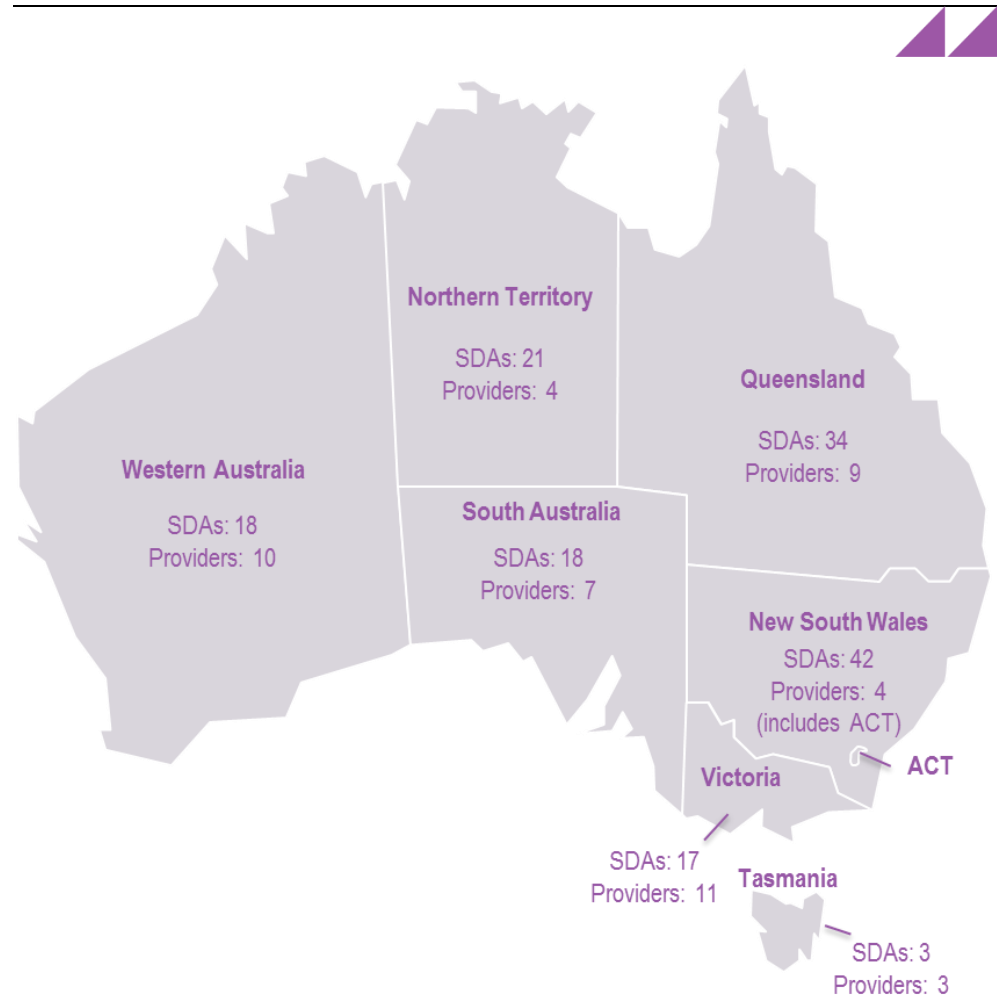 Northern Territory
SDAs: 21
Providers: 4
Queensland
SDAs: 34
Providers: 9
Western Australia
SDAs: 18
Providers: 10
South Australia
SDAs: 18
Providers: 7
New South Wales
SDAs: 42
Providers: 4
(includes ACT)
ACT
Victoria
SDAs: 17
Providers: 11
Tasmania
SDAs: 3
Providers: 3